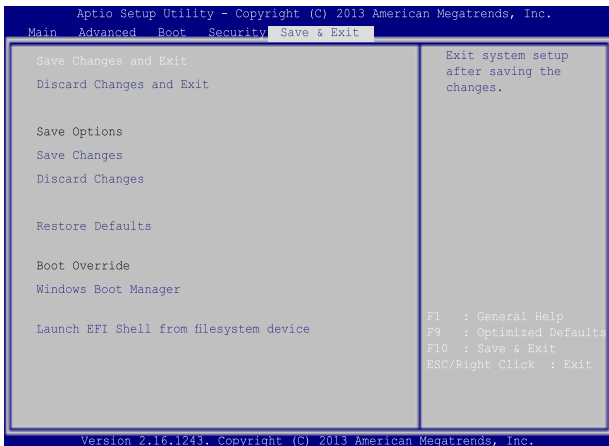 Aptio Setup Utility - Copyright (C) 2013 American Megatrends, Inc.
Main Advanced Boot Security Save & Exit
Save Changes and Exit
Discard Changes and Exit
Save Options
Save Changes
Discard Changes
Restore Defaults
Boot Override
Windows Boot Manager
Launch EFI Shell from filesystem device
Exit system setup
after saving the
changes.
F1 : General Help
F9 : Optimized Defaults
F10 : Save & Exit
ESC/Right Click : Exit
Version 2.16.1243. Copyright (C) 2013 American Megatrends, Inc.